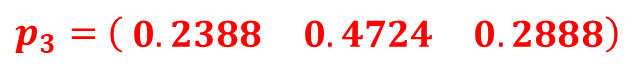 p₃ = ( 0.2388 0.4724 0.2888)